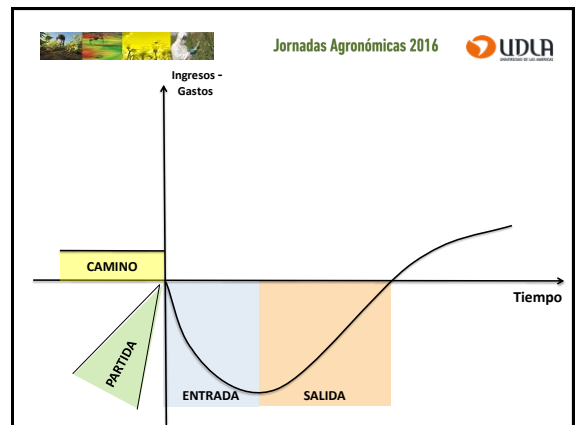 Jornadas Agronómicas 2016
UDLA
UNIVERSIDAD DE LAS AMÉRICAS
Ingresos -
Gastos
CAMINO
Tiempo
PARTIDA
ENTRADA
SALIDA